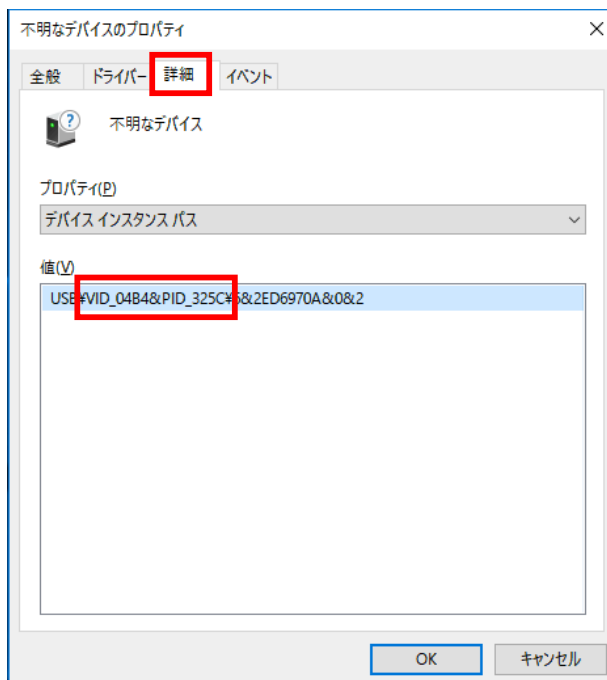 不明なデバイスのプロパティ
全般 ドライバー 詳細 イベント
不明なデバイス
プロパティ(P)
デバイス インスタンス パス
値(V)
USB¥VID_04B4&PID_325C¥6&2ED6970A&0&2
OK キャンセル